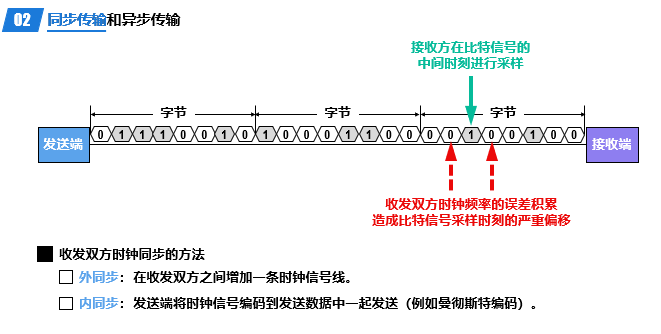 02 同步传输和异步传输
接收方在比特信号的
中间时刻进行采样
字节 字节 字节
发送端 0 1 1 1 0 0 1 0 1 0 0 0 1 1 0 0 0 0 1 0 0 1 0 0 接收端
收发双方时钟频率的误差积累
造成比特信号采样时刻的严重偏移
收发双方时钟同步的方法
外同步：在收发双方之间增加一条时钟信号线。
内同步：发送端将时钟信号编码到发送数据中一起发送（例如曼彻斯特编码）。